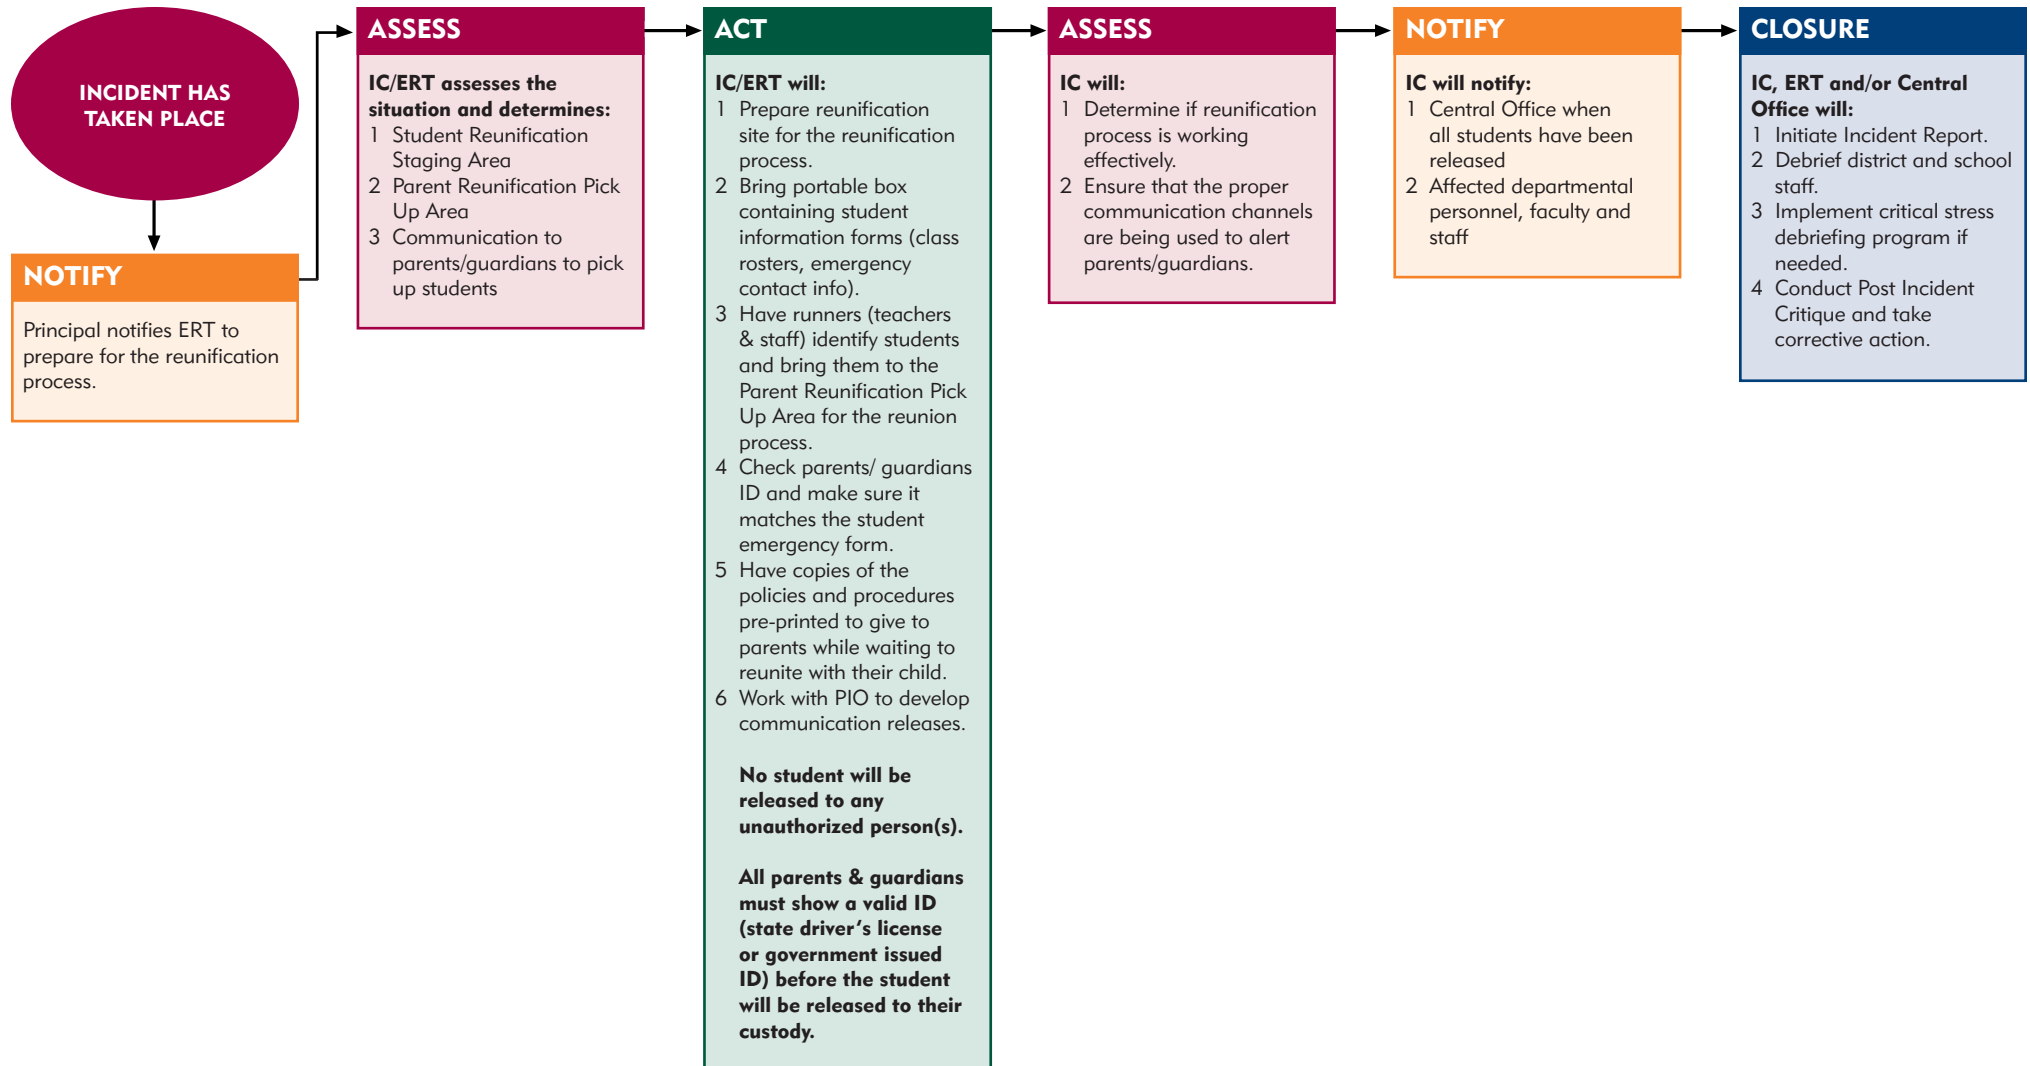 INCIDENT HAS
TAKEN PLACE
NOTIFY
Principal notifies ERT to
prepare for the reunification
process.
ASSESS
IC/ERT assesses the
situation and determines:
1 Student Reunification
Staging Area
2 Parent Reunification Pick
Up Area
3 Communication to
parents/guardians to pick
up students
ACT
IC/ERT will:
1 Prepare reunification
site for the reunification
process.
2 Bring portable box
containing student
information forms (class
rosters, emergency
contact info).
3 Have runners (teachers
& staff) identify students
and bring them to the
Parent Reunification Pick
Up Area for the reunion
process.
4 Check parents/ guardians
ID and make sure it
matches the student
emergency form.
5 Have copies of the
policies and procedures
pre-printed to give to
parents while waiting to
reunite with their child.
6 Work with PIO to develop
communication releases.
No student will be
released to any
unauthorized person(s).
All parents & guardians
must show a valid ID
(state driver's license
or government issued
ID) before the student
will be released to their
custody.
ASSESS
IC will:
1 Determine if reunification
process is working
effectively.
2 Ensure that the proper
communication channels
are being used to alert
parents/guardians.
NOTIFY
IC will notify:
1 Central Office when
all students have been
released
2 Affected departmental
personnel, faculty and
staff
CLOSURE
IC, ERT and/or Central
Office will:
1 Initiate Incident Report.
2 Debrief district and school
staff.
3 Implement critical stress
debriefing program if
needed.
4 Conduct Post Incident
Critique and take
corrective action.